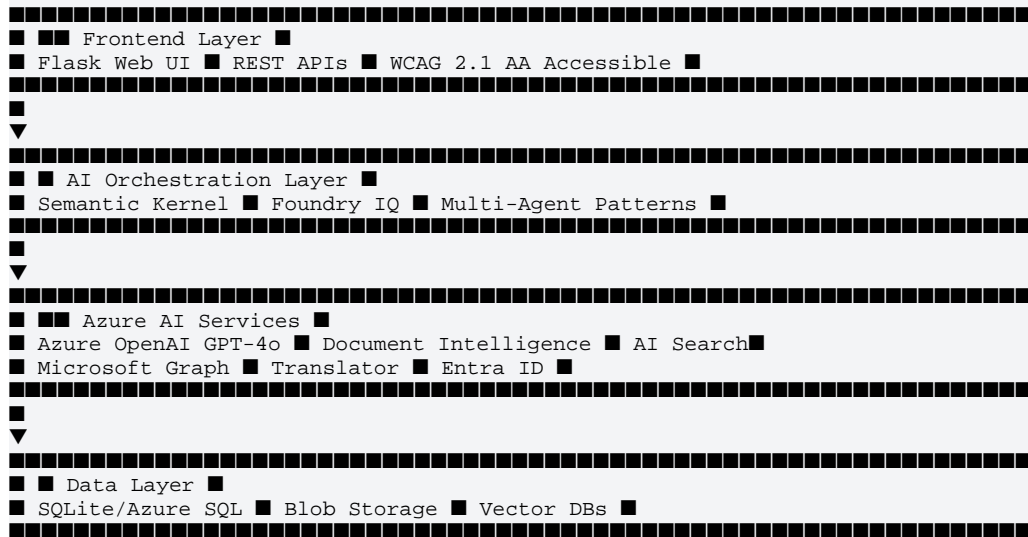 ■■■■■■■■■■■■■■■■■■■■■■■■■■■■■■■■■■■■■■■■■■■■■■■■■■■■■■■■■■■■■■■
■ ■■ Frontend Layer ■
■ Flask Web UI ■ REST APIs ■ WCAG 2.1 AA Accessible ■
■■■■■■■■■■■■■■■■■■■■■■■■■■■■■■■■■■■■■■■■■■■■■■■■■■■■■■■■■■■■■■■
■
▼
■■■■■■■■■■■■■■■■■■■■■■■■■■■■■■■■■■■■■■■■■■■■■■■■■■■■■■■■■■■■■■■
■ ■ AI Orchestration Layer ■
■ Semantic Kernel ■ Foundry IQ ■ Multi-Agent Patterns ■
■■■■■■■■■■■■■■■■■■■■■■■■■■■■■■■■■■■■■■■■■■■■■■■■■■■■■■■■■■■■■■■
■
▼
■■■■■■■■■■■■■■■■■■■■■■■■■■■■■■■■■■■■■■■■■■■■■■■■■■■■■■■■■■■■■■■
■ ■■ Azure AI Services ■
■ Azure OpenAI GPT-4o ■ Document Intelligence ■ AI Search■
■ Microsoft Graph ■ Translator ■ Entra ID ■
■■■■■■■■■■■■■■■■■■■■■■■■■■■■■■■■■■■■■■■■■■■■■■■■■■■■■■■■■■■■■■■
■
▼
■■■■■■■■■■■■■■■■■■■■■■■■■■■■■■■■■■■■■■■■■■■■■■■■■■■■■■■■■■■■■■■
■ ■ Data Layer ■
■ SQLite/Azure SQL ■ Blob Storage ■ Vector DBs ■
■■■■■■■■■■■■■■■■■■■■■■■■■■■■■■■■■■■■■■■■■■■■■■■■■■■■■■■■■■■■■■■